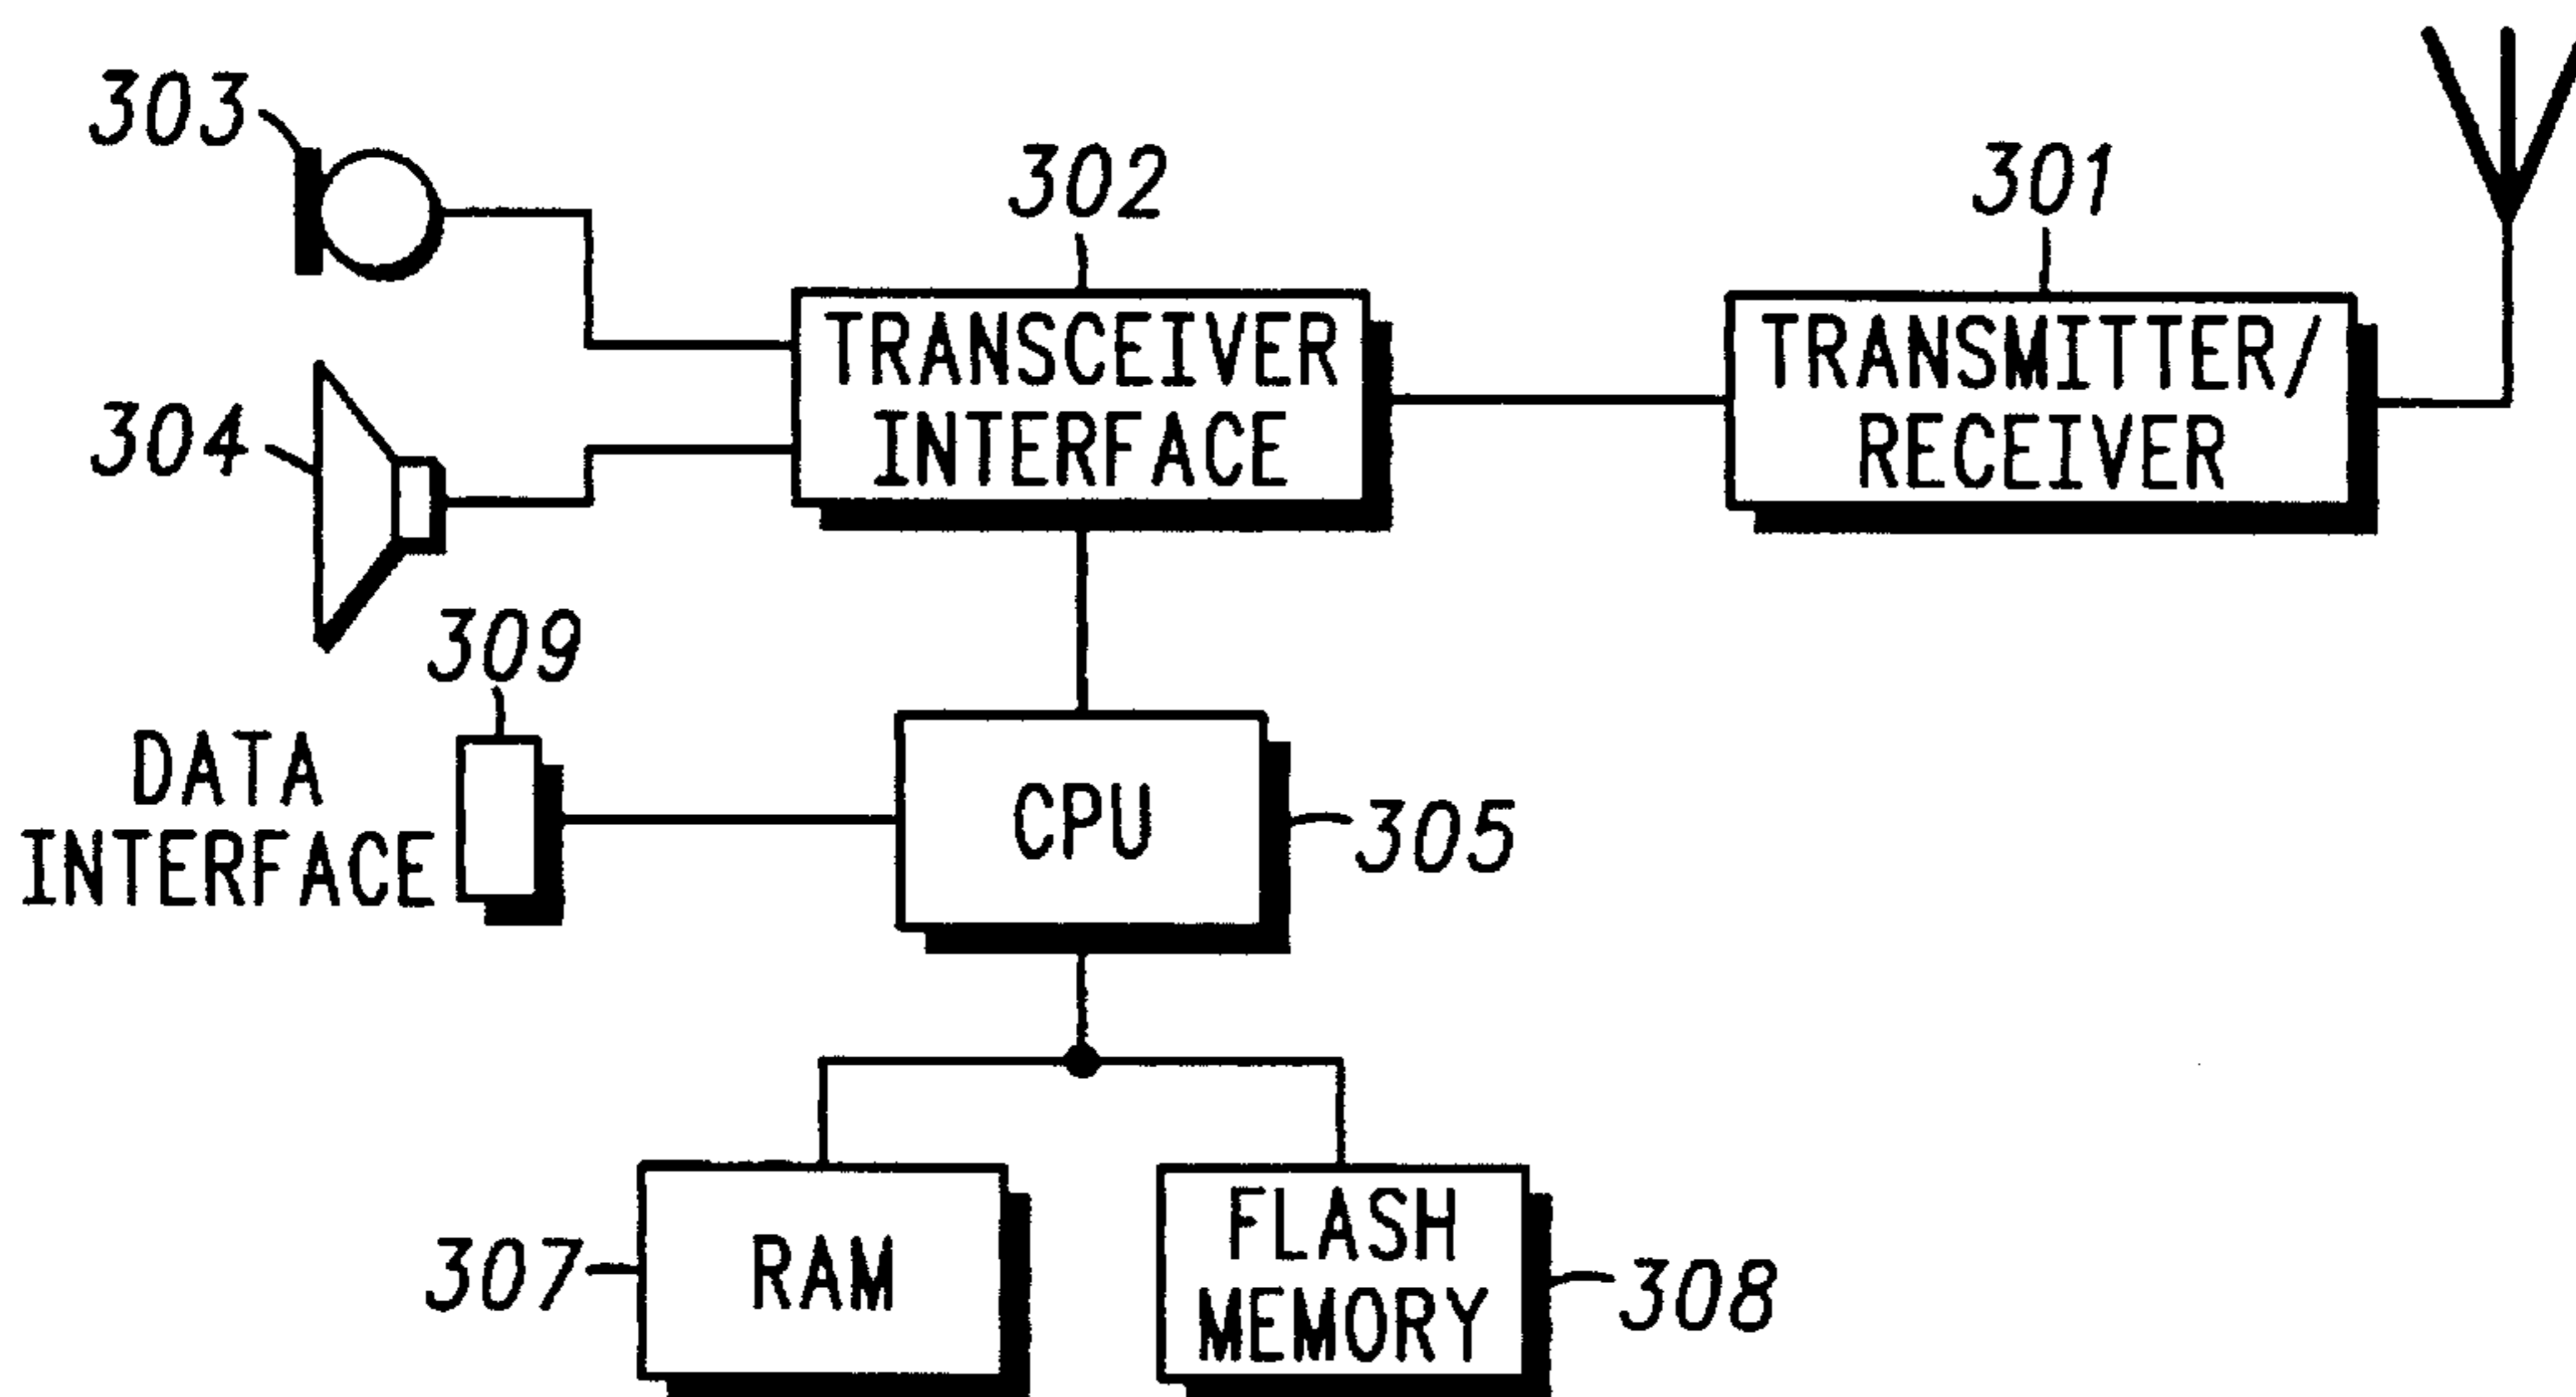 303
302
301
TRANSCEIVER
INTERFACE
TRANSMITTER/
RECEIVER
304
309
DATA
INTERFACE
CPU
305
307
RAM
FLASH
MEMORY
308